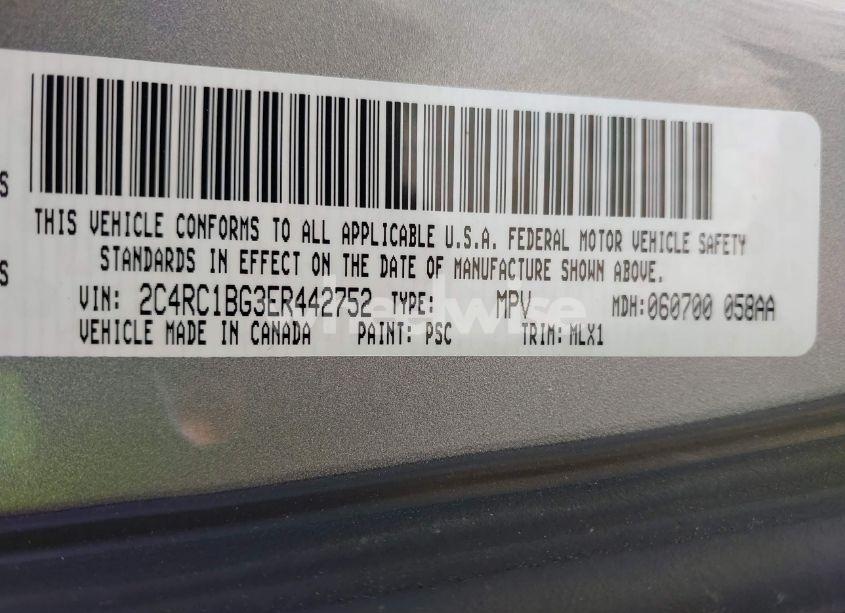 S
THIS VEHICLE CONFORMS TO ALL APPLICABLE U.S.A. FEDERAL MOTOR VEHICLE SAFETY
S
STANDARDS IN EFFECT ON THE DATE OF MANUFACTURE SHOWN ABOVE.
VIN: 2C4RC1BG3ER442752 TYPE: MPV MDH:060700 058AA
VEHICLE MADE IN CANADA PAINT: PSC TRIM: MLX1
wheelwise